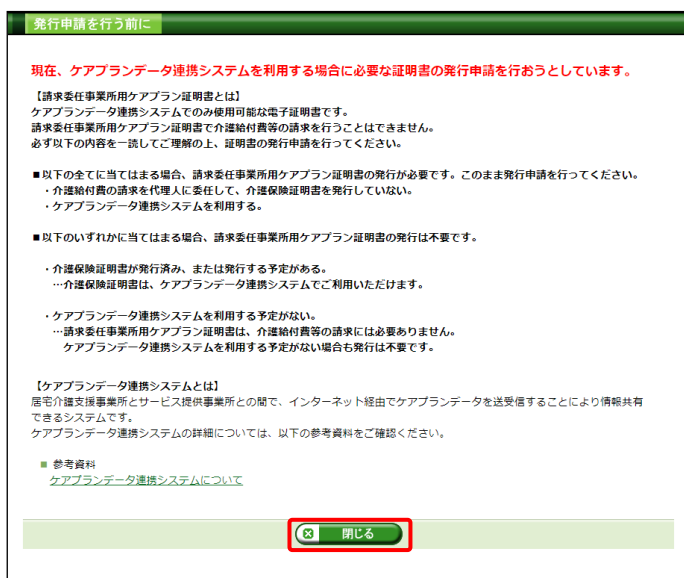 発行申請を行う前に
現在、ケアプランデータ連携システムを利用する場合に必要な証明書の発行申請を行おうとしています。
【請求委任事業所用ケアプラン証明書とは】
ケアプランデータ連携システムでのみ使用可能な電子証明書です。
請求委任事業所用ケアプラン証明書で介護給付費等の請求を行うことはできません。
必ず以下の内容を一読してご理解の上、証明書の発行申請を行ってください。
■以下の全てに当てはまる場合、請求委任事業所用ケアプラン証明書の発行が必要です。このまま発行申請を行ってください。
・介護給付費の請求を代理人に委任して、介護保険証明書を発行していない。
・ケアプランデータ連携システムを利用する。
■以下のいずれかに当てはまる場合、請求委任事業所用ケアプラン証明書の発行は不要です。
・介護保険証明書が発行済み、または発行する予定がある。
…介護保険証明書は、ケアプランデータ連携システムでご利用いただけます。
・ケアプランデータ連携システムを利用する予定がない。
…請求委任事業所用ケアプラン証明書は、介護給付費等の請求には必要ありません。
ケアプランデータ連携システムを利用する予定がない場合も発行は不要です。
【ケアプランデータ連携システムとは】
居宅介護支援事業所とサービス提供事業所との間で、インターネット経由でケアプランデータを送受信することにより情報共有
できるシステムです。
ケアプランデータ連携システムの詳細については、以下の参考資料をご確認ください。
■ 参考資料
ケアプランデータ連携システムについて
閉じる